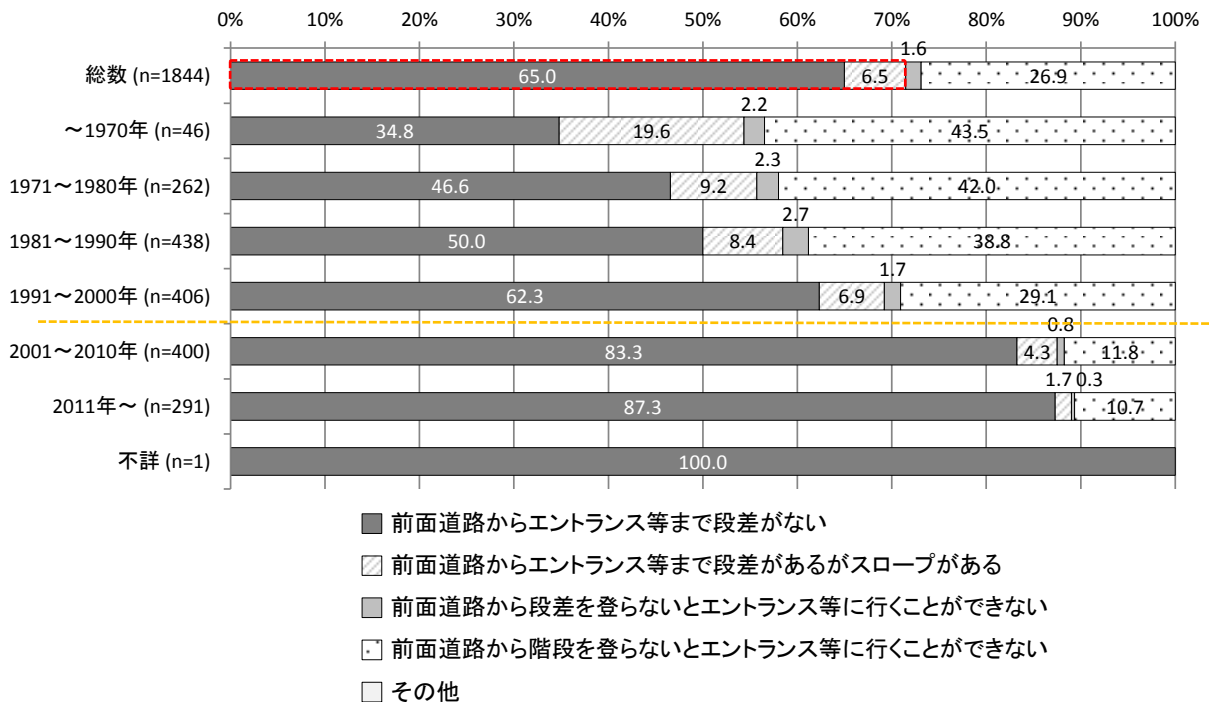 0% 10% 20% 30% 40% 50% 60% 70% 80% 90% 100%
1.6
総数 (n=1844) 65.0 6.5 26.9
2.2
～1970年 (n=46) 34.8 19.6 43.5
2.3
1971～1980年 (n=262) 46.6 9.2 42.0
2.7
1981～1990年 (n=438) 50.0 8.4 38.8
1.7
1991～2000年 (n=406) 62.3 6.9 29.1
0.8
2001～2010年 (n=400) 83.3 4.3 11.8
1.7 0.3
2011年～ (n=291) 87.3 10.7
不詳 (n=1) 100.0
0% 10% 20% 30% 40% 50% 60% 70% 80% 90% 100%
前面道路からエントランス等まで段差がない
前面道路からエントランス等まで段差があるがスロープがある
前面道路から段差を登らないとエントランス等に行くことができない
前面道路から階段を登らないとエントランス等に行くことができない
その他